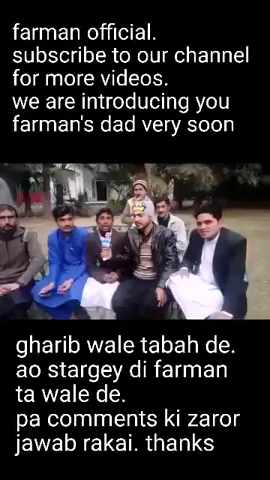 farman official.
subscribe to our channel
for more videos.
we are introducing you
farman's dad very soon
gharib wale tabah de.
ao stargey di farman
ta wale de.
pa comments ki zaror
jawab rakai. thanks